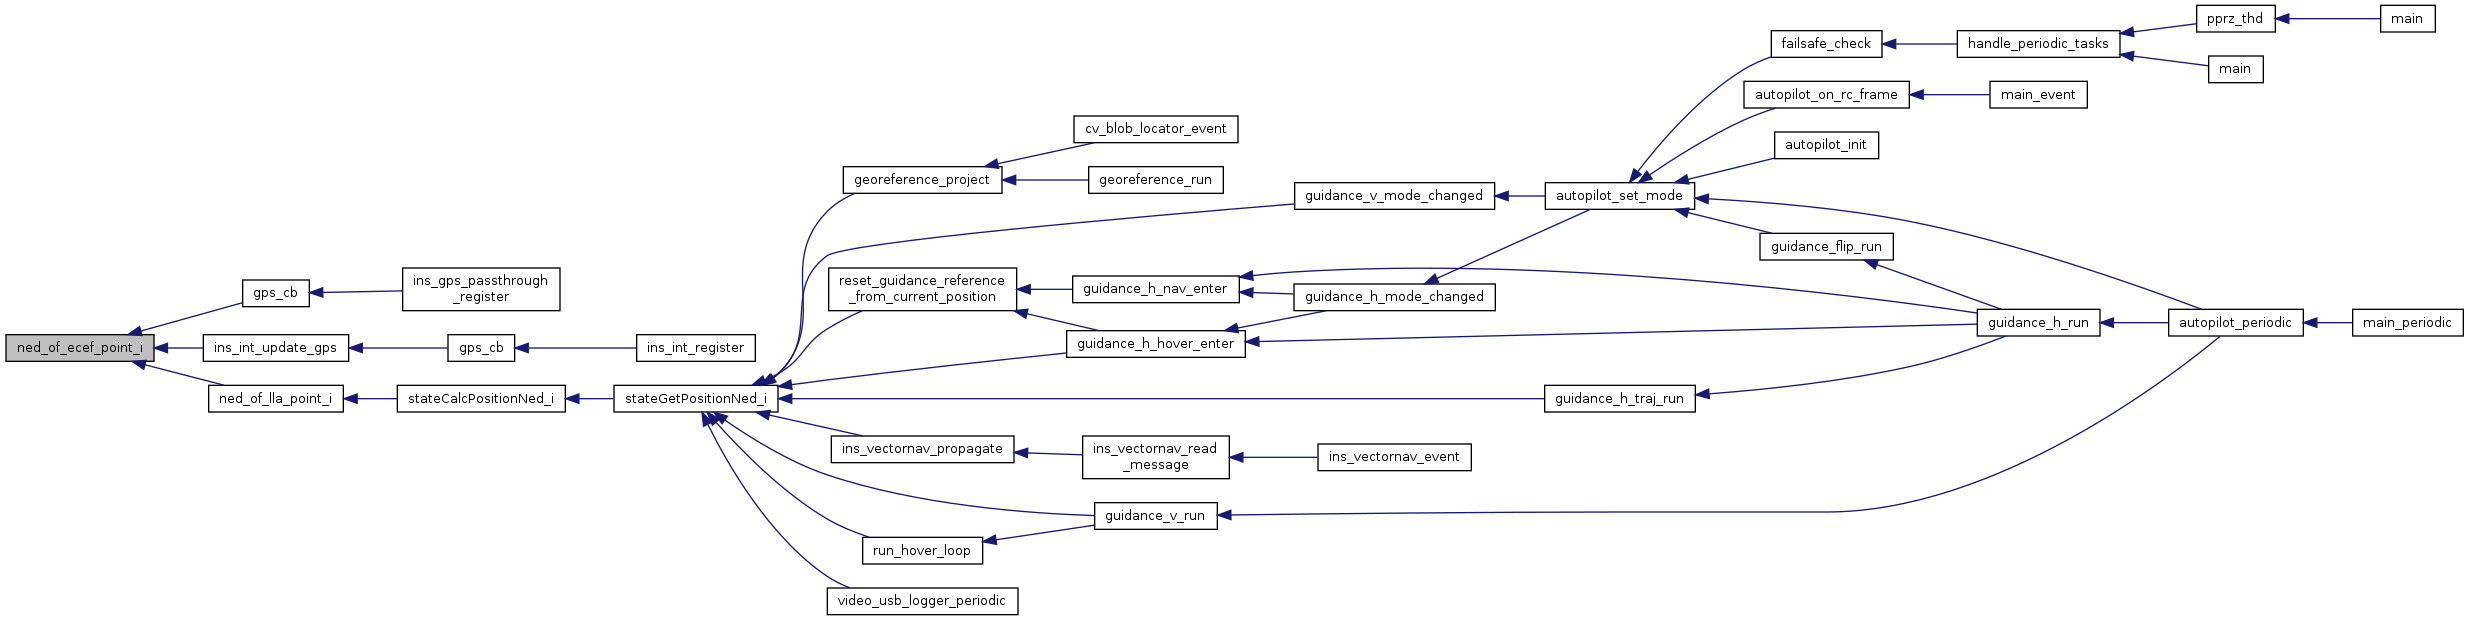 ned_of_ecef_point_i
gps_cb
ins_gps_passthrough
_register
ins_int_update_gps
gps_cb
ins_int_register
ned_of_lla_point_i
stateCalcPositionNed_i
stateGetPositionNed_i
georeference_project
cv_blob_locator_event
georeference_run
guidance_v_mode_changed
autopilot_set_mode
failsafe_check
handle_periodic_tasks
pprz_thd
main
main
autopilot_on_rc_frame
main_event
autopilot_init
guidance_flip_run
reset_guidance_reference
_from_current_position
guidance_h_nav_enter
guidance_h_mode_changed
guidance_h_hover_enter
guidance_h_run
autopilot_periodic
main_periodic
guidance_h_traj_run
ins_vectornav_propagate
ins_vectornav_read
_message
ins_vectornav_event
guidance_v_run
run_hover_loop
video_usb_logger_periodic